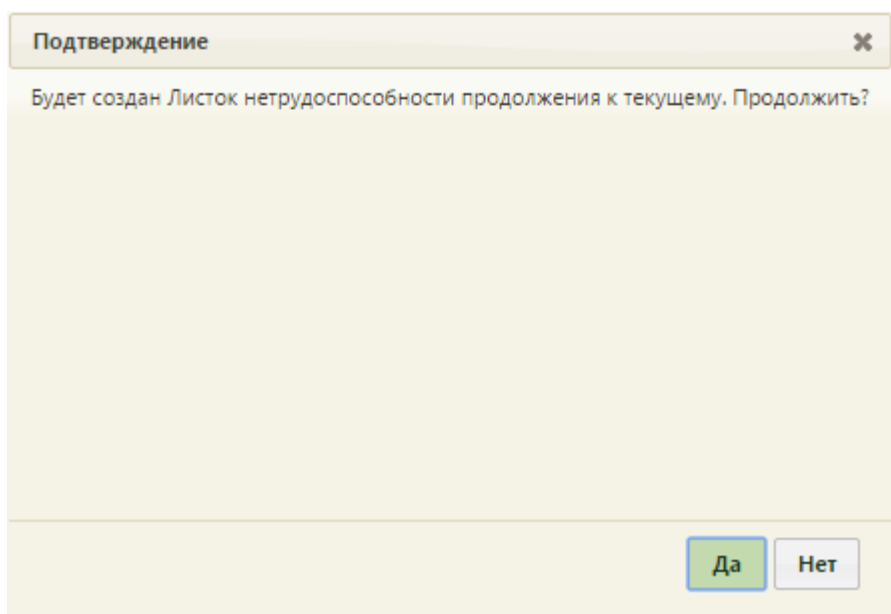 Подтверждение
Будет создан Листок нетрудоспособности продолжения к текущему. Продолжить?
Да
Нет